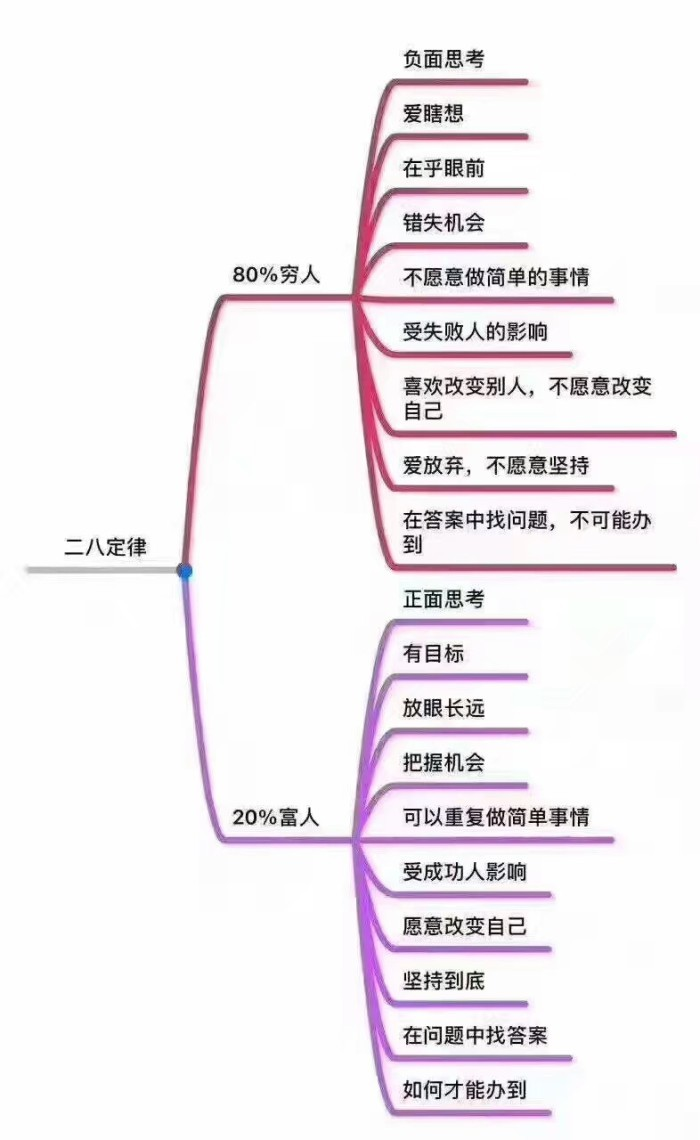 负面思考
爱瞎想
在乎眼前
错失机会
80%穷人
不愿意做简单的事情
受失败人的影响
喜欢改变别人，不愿意改变
自己
爱放弃，不愿意坚持
在答案中找问题，不可能办
到
二八定律
正面思考
有目标
放眼长远
把握机会
20%富人
可以重复做简单事情
受成功人影响
愿意改变自己
坚持到底
在问题中找答案
如何才能办到